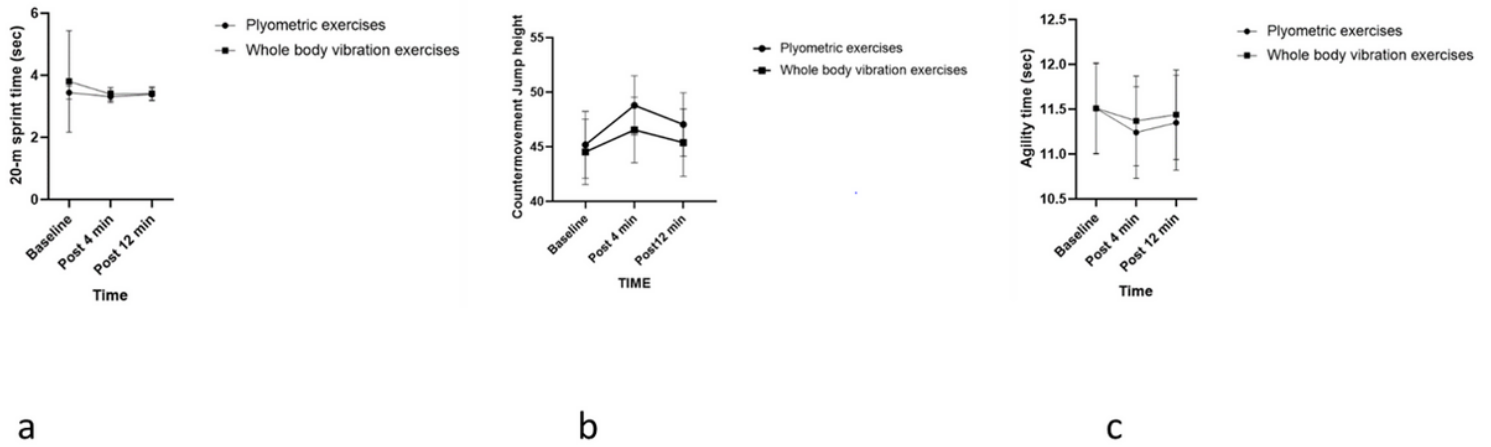 20-m sprint time (sec)
6
4
2
0
Baseline
Post 4 min
Post 12 min
Time
Plyometric exercises
Whole body vibration exercises
Countermovement Jump height
55
50
45
40
Baseline
Post 4 min
Post12 min
TIME
Plyometric exercises
Whole body vibration exercises
Agility time (sec)
12.5
12.0
11.5
11.0
10.5
Baseline
Post 4 min
Post 12 min
Time
Plyometric exercises
Whole body vibration exercises
a
b
c